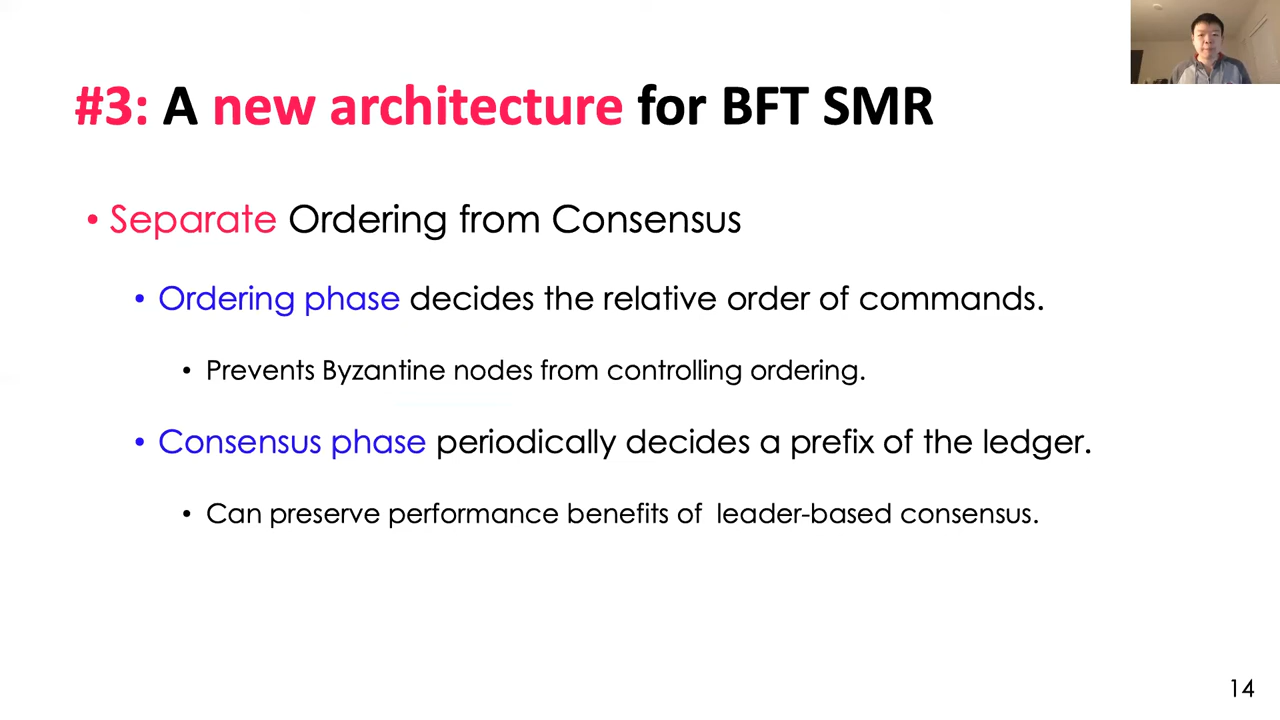 #3: A new architecture for BFT SMR
• Separate Ordering from Consensus
• Ordering phase decides the relative order of commands.
• Prevents Byzantine nodes from controlling ordering.
• Consensus phase periodically decides a prefix of the ledger.
• Can preserve performance benefits of  leader-based consensus.
14